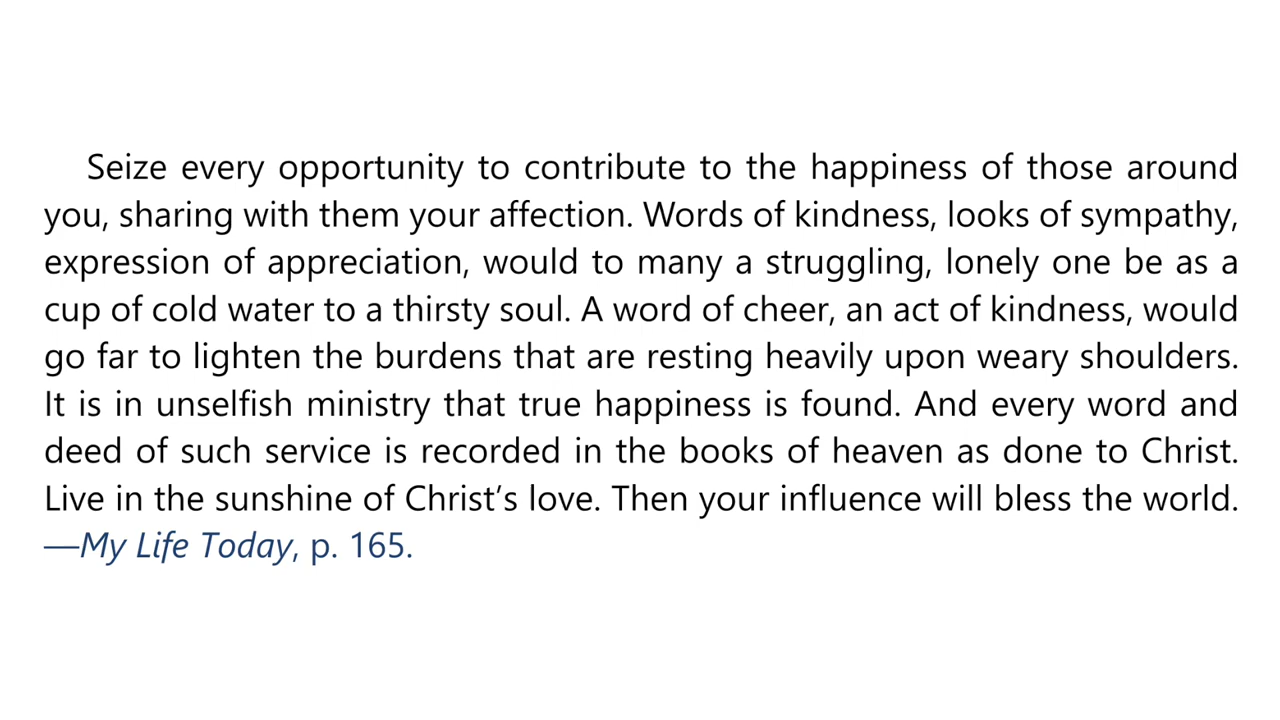 Seize every opportunity to contribute to the happiness of those around
you, sharing with them your affection. Words of kindness, looks of sympathy,
expression of appreciation, would to many a struggling, lonely one be as a
cup of cold water to a thirsty soul. A word of cheer, an act of kindness, would
go far to lighten the burdens that are resting heavily upon weary shoulders.
It is in unselfish ministry that true happiness is found. And every word and
deed of such service is recorded in the books of heaven as done to Christ.
Live in the sunshine of Christ’s love. Then your influence will bless the world.
—My Life Today, p. 165.